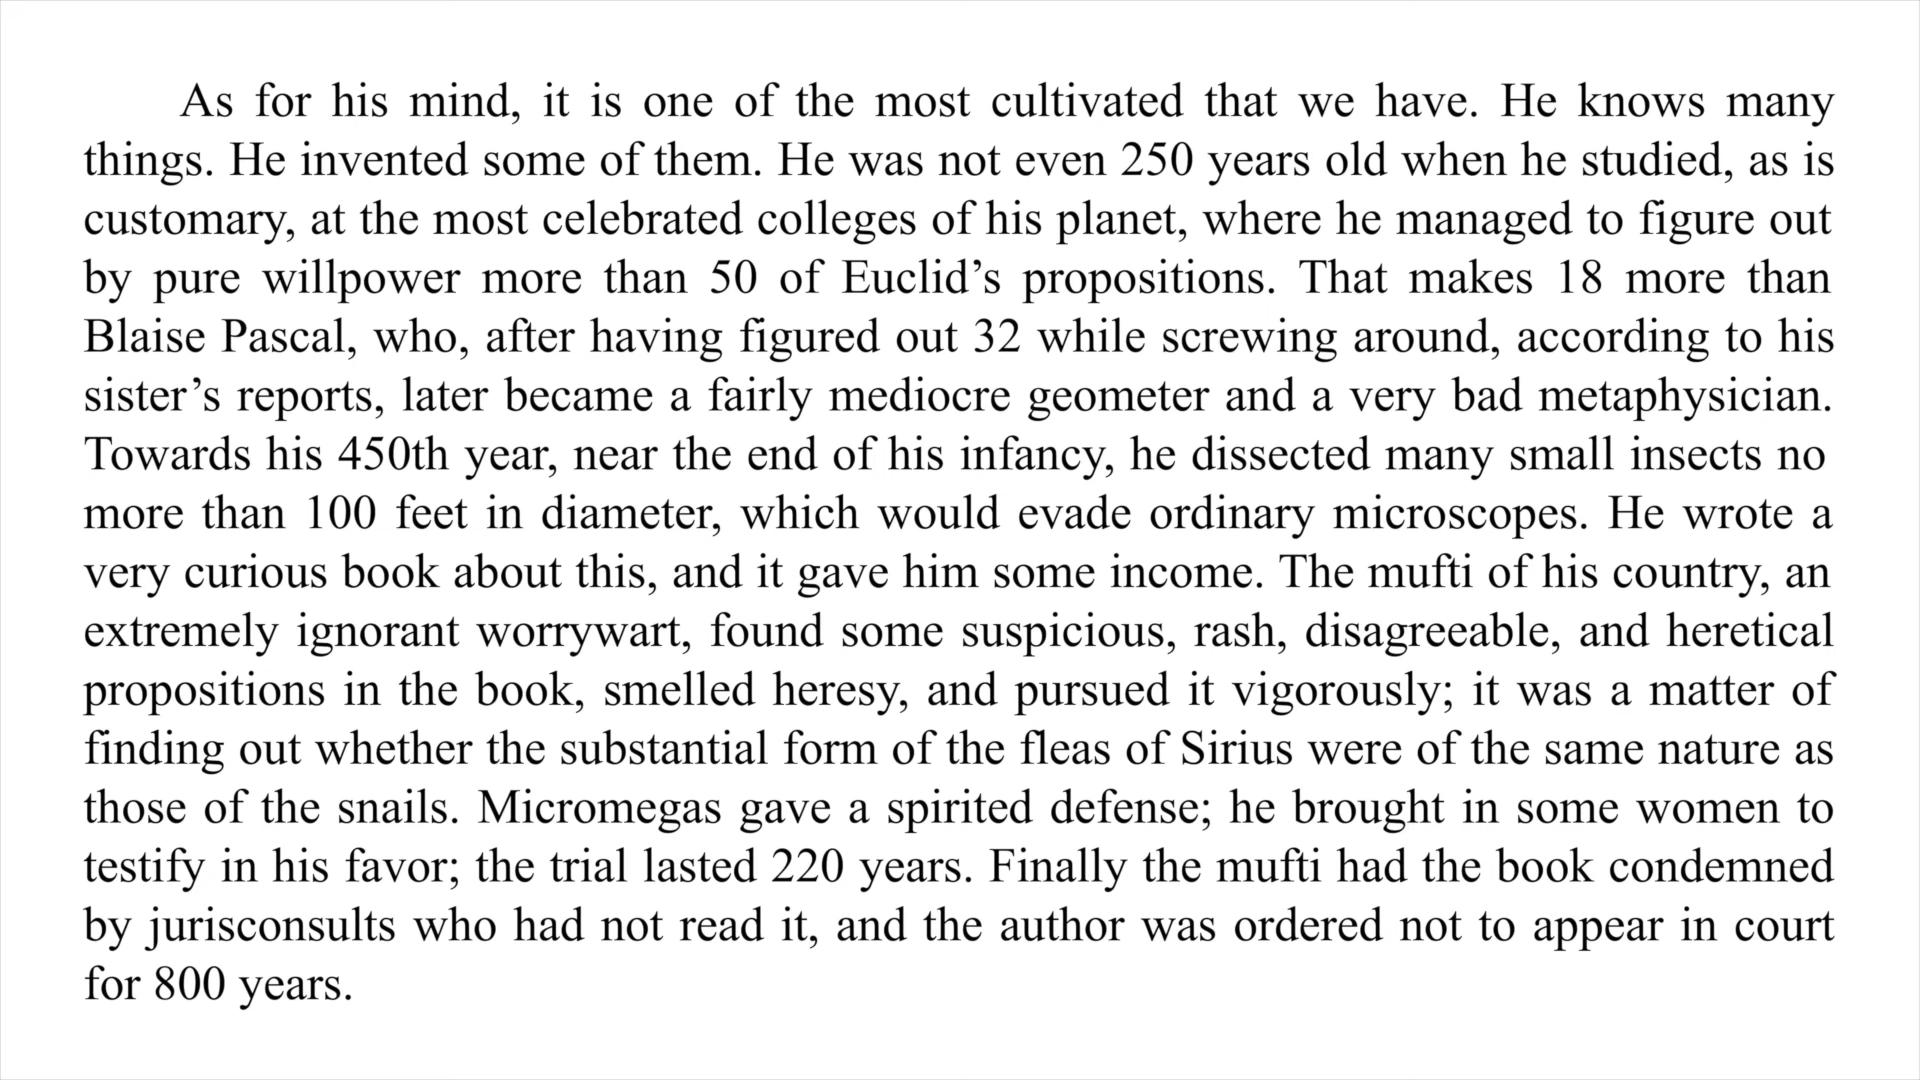 As for his mind, it is one of the most cultivated that we have. He knows many
things. He invented some of them. He was not even 250 years old when he studied, as is
customary, at the most celebrated colleges of his planet, where he managed to figure out
by pure willpower more than 50 of Euclid’s propositions. That makes 18 more than
Blaise Pascal, who, after having figured out 32 while screwing around, according to his
sister’s reports, later became a fairly mediocre geometer and a very bad metaphysician.
Towards his 450th year, near the end of his infancy, he dissected many small insects no
more than 100 feet in diameter, which would evade ordinary microscopes. He wrote a
very curious book about this, and it gave him some income. The mufti of his country, an
extremely ignorant worrywart, found some suspicious, rash, disagreeable, and heretical
propositions in the book, smelled heresy, and pursued it vigorously; it was a matter of
finding out whether the substantial form of the fleas of Sirius were of the same nature as
those of the snails. Micromegas gave a spirited defense; he brought in some women to
testify in his favor; the trial lasted 220 years. Finally the mufti had the book condemned
by jurisconsults who had not read it, and the author was ordered not to appear in court
for 800 years.